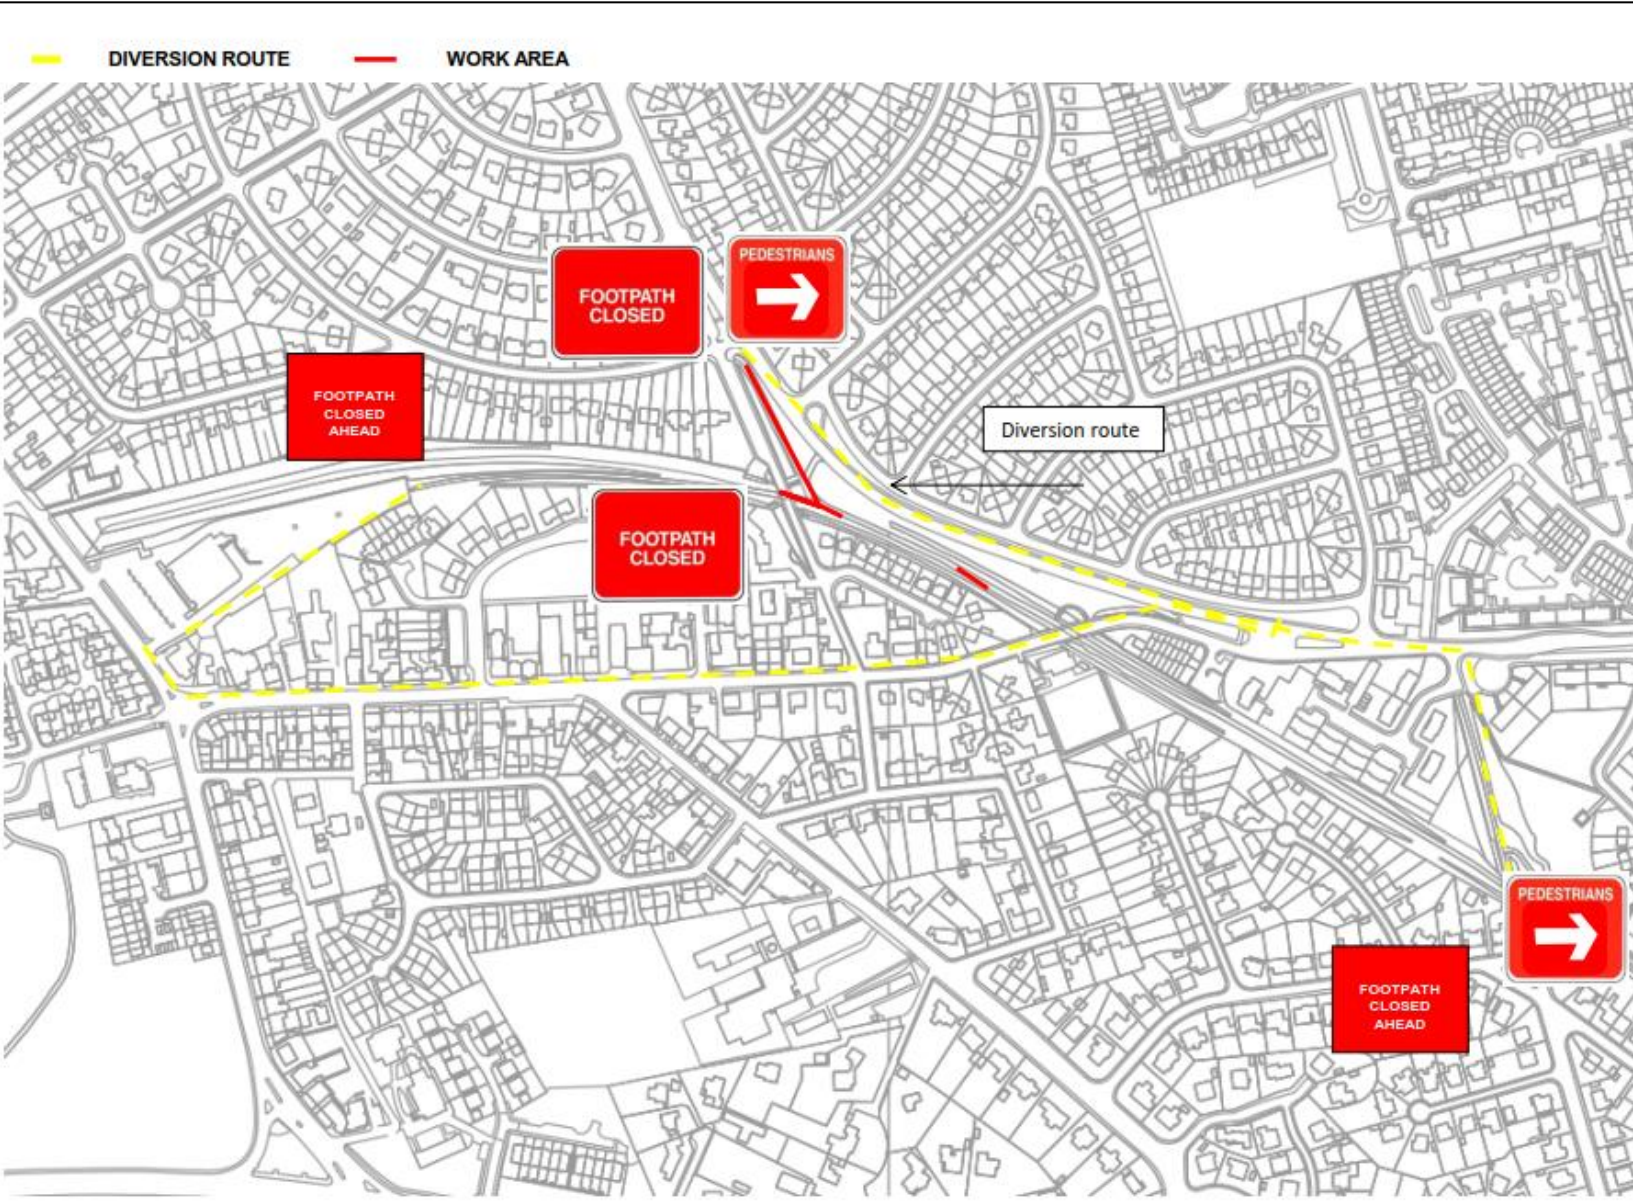 DIVERSION ROUTE
WORK AREA
PEDESTRIANS
FOOTPATH
CLOSED
FOOTPATH
CLOSED
AHEAD
Diversion route
FOOTPATH
CLOSED
PEDESTRIANS
FOOTPATH
CLOSED
AHEAD